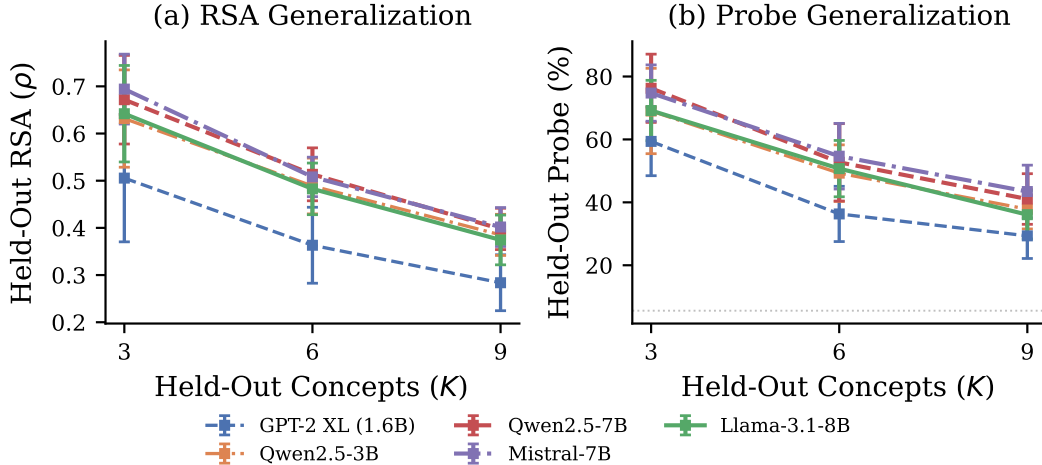 (a) RSA Generalization
Held-Out RSA (ρ)
0.7
0.6
0.5
0.4
0.3
0.2
3 6 9
Held-Out Concepts (K)
(b) Probe Generalization
Held-Out Probe (%)
80
60
40
20
3 6 9
Held-Out Concepts (K)
GPT-2 XL (1.6B)
Qwen2.5-3B
Qwen2.5-7B
Mistral-7B
Llama-3.1-8B